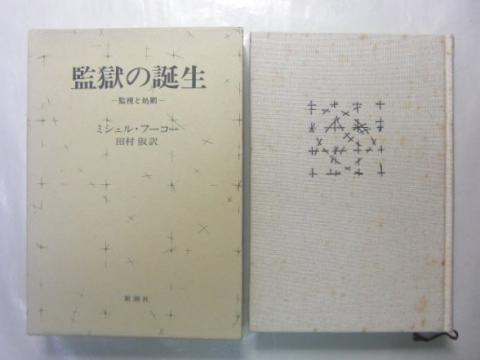 監獄の誕生
―監視と処罰―
ミシェル・フーコー
田村俶訳
新潮社